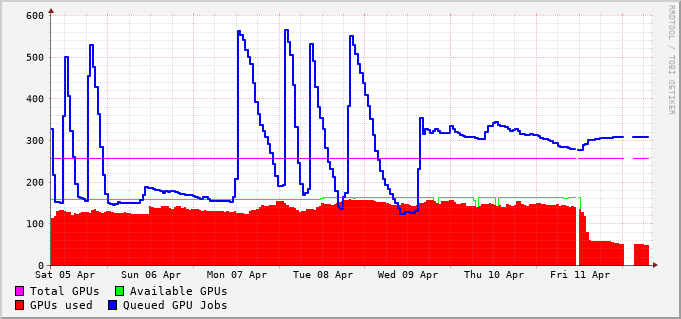 RRDTOOL / TOBI OETIKER
600
500
400
300
200
100
0
Sat 05 Apr Sun 06 Apr Mon 07 Apr Tue 08 Apr Wed 09 Apr Thu 10 Apr Fri 11 Apr
Total GPUs Available GPUs
GPUs used Queued GPU Jobs